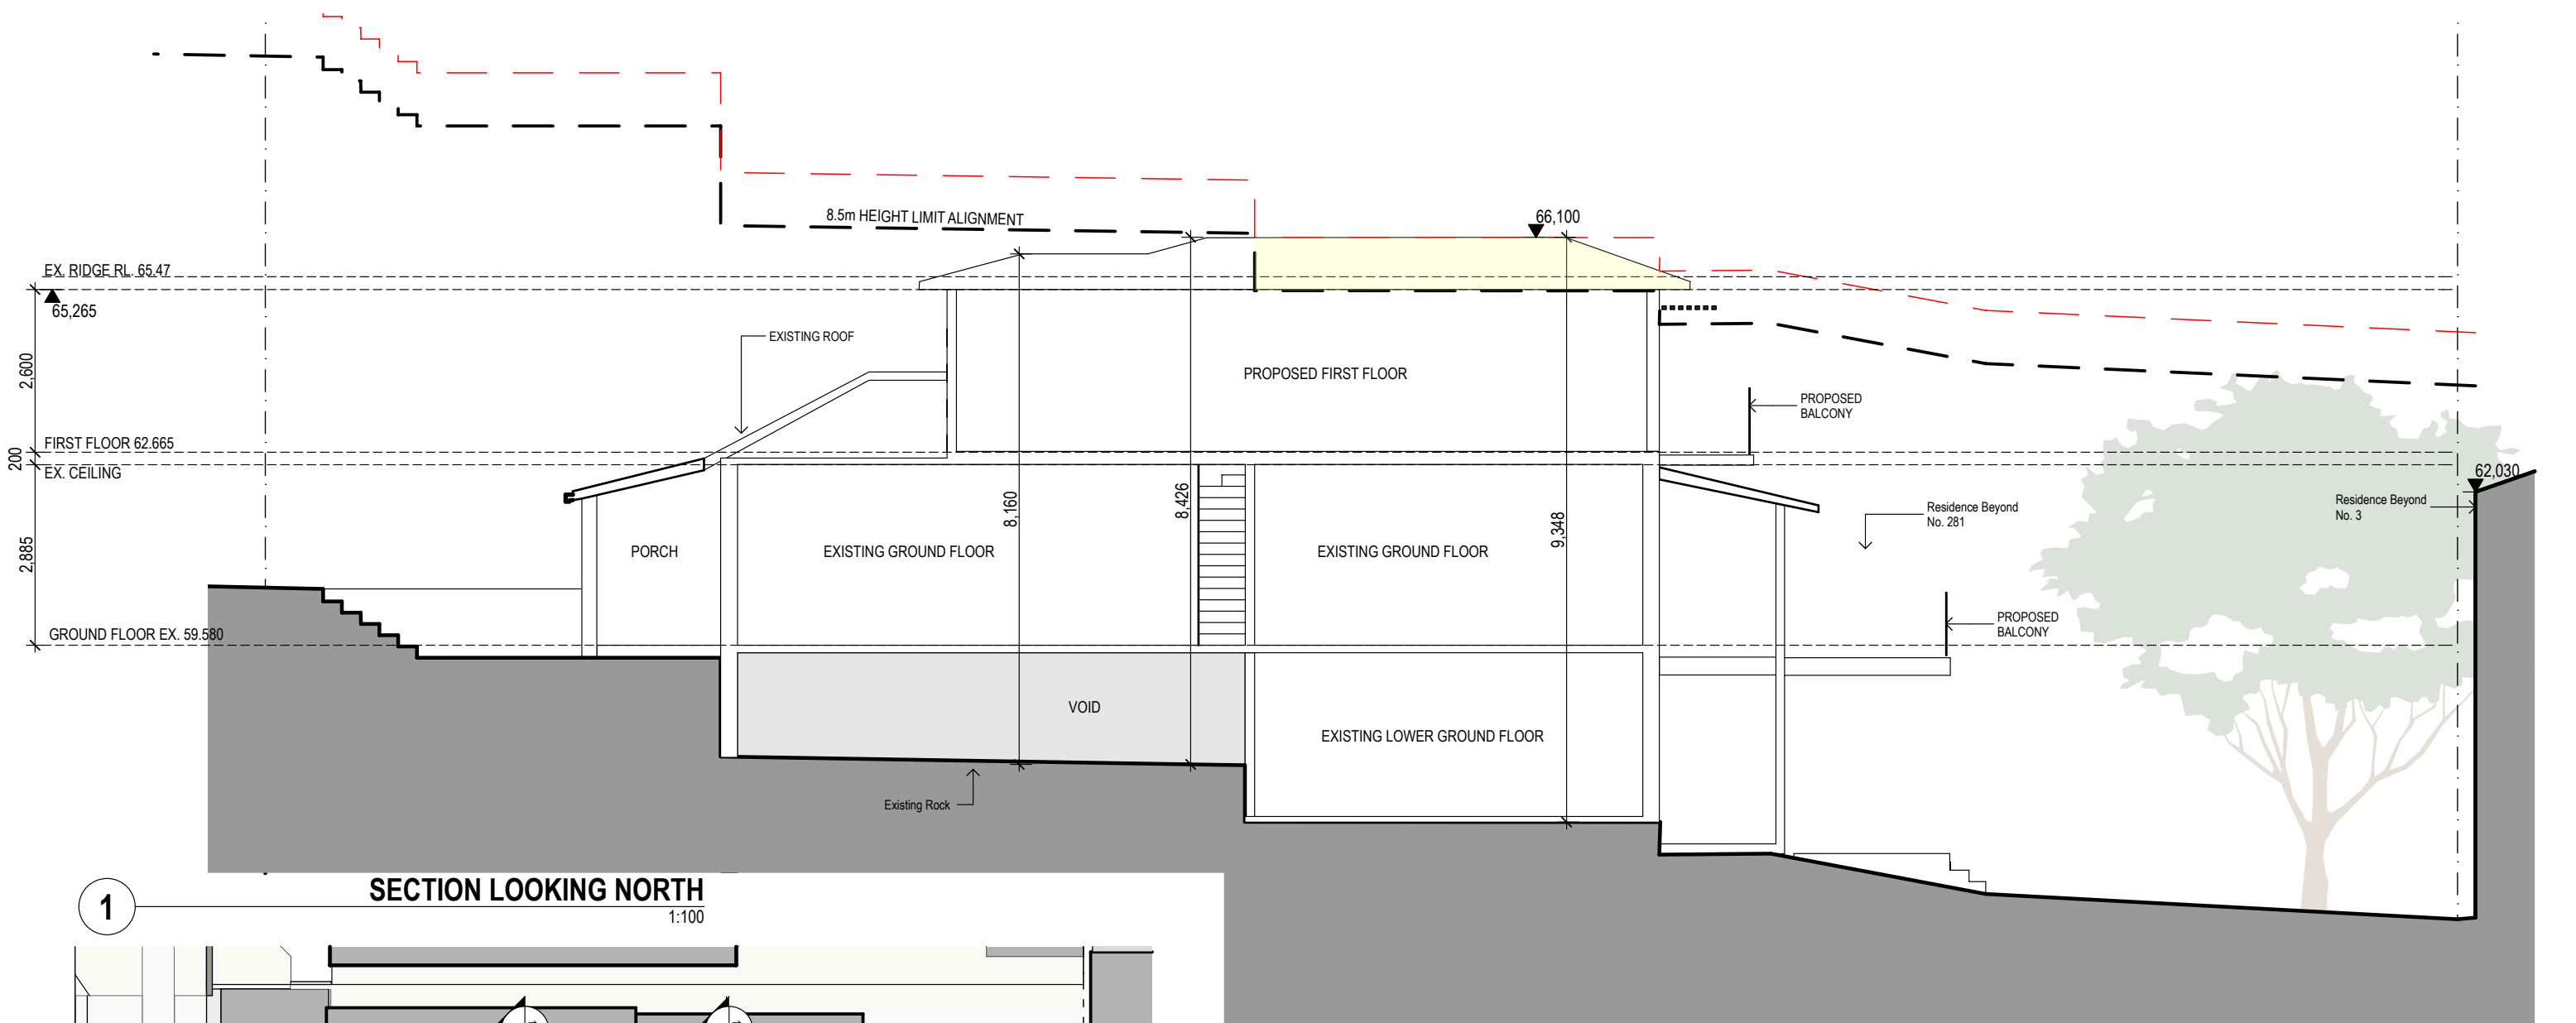 8.5m HEIGHT LIMIT ALIGNMENT
66,100
EX. RIDGE RL. 65.47
65,265
EXISTING ROOF
2,600
PROPOSED FIRST FLOOR
PROPOSED
BALCONY
FIRST FLOOR 62.665
200
EX. CEILING
62,030
Residence Beyond
No. 3
8,160
8,426
9,348
Residence Beyond
No. 281
2,885
PORCH
EXISTING GROUND FLOOR
EXISTING GROUND FLOOR
PROPOSED
BALCONY
GROUND FLOOR EX. 59.580
VOID
EXISTING LOWER GROUND FLOOR
Existing Rock
1
SECTION LOOKING NORTH
1:100